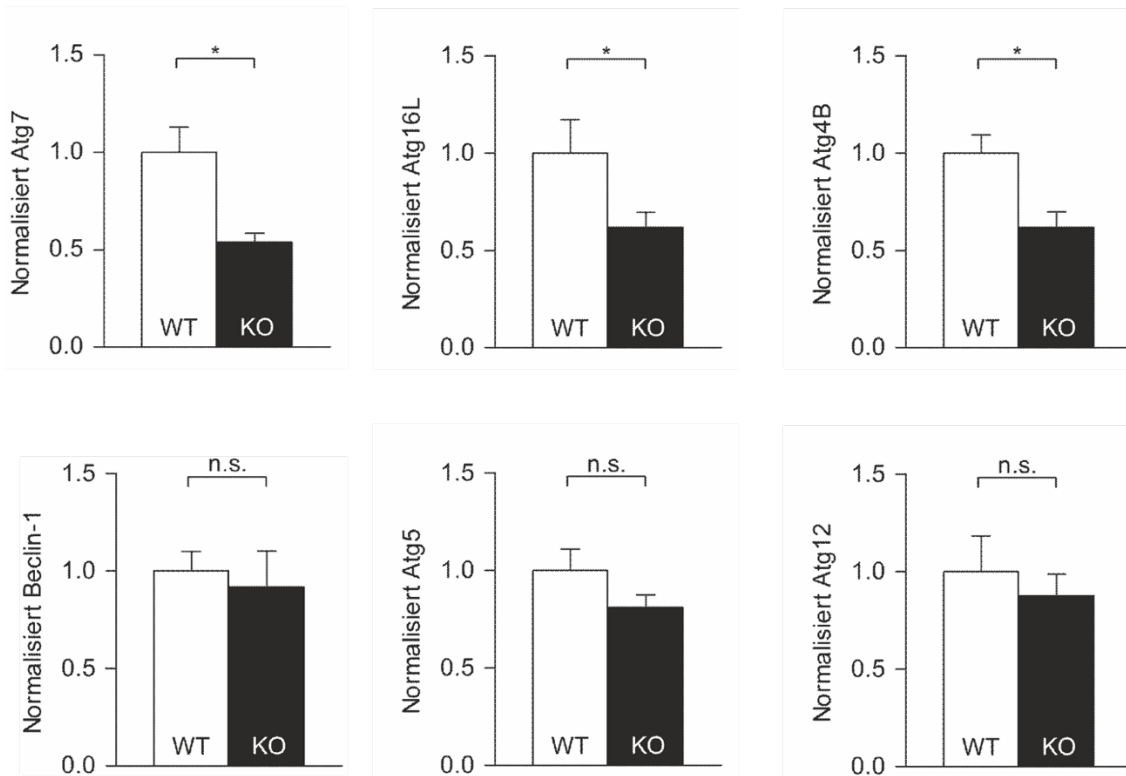 Normalisiert Atg7
1.5
1.0
0.5
0.0
*
WT
KO
Normalisiert Atg16L
1.5
1.0
0.5
0.0
*
WT
KO
Normalisiert Atg4B
1.5
1.0
0.5
0.0
*
WT
KO
Normalisiert Beclin-1
1.5
1.0
0.5
0.0
n.s.
WT
KO
Normalisiert Atg5
1.5
1.0
0.5
0.0
n.s.
WT
KO
Normalisiert Atg12
1.5
1.0
0.5
0.0
n.s.
WT
KO